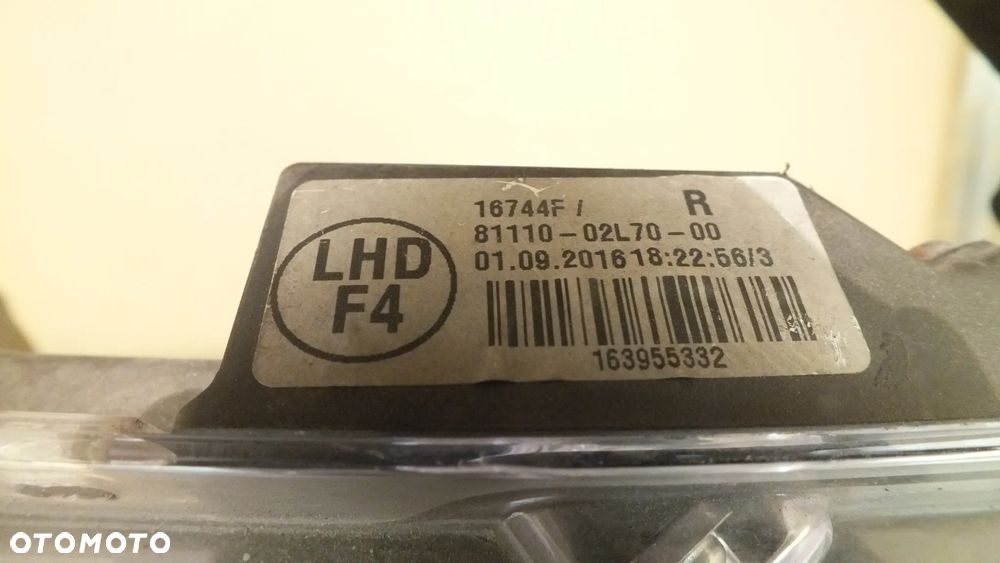 16744F / R
81110-02L70-00
01.09.2016 18:22:56/3
LHD
F4
163955332
OTOMOTO